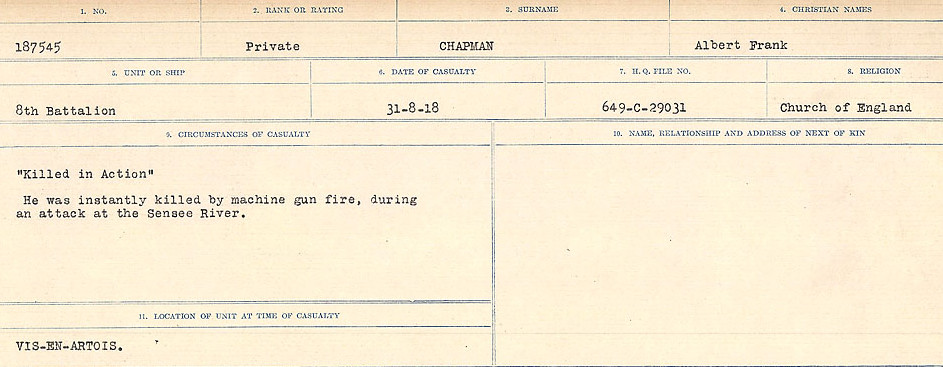 1. NO. 2. RANK OR RATING 3. SURNAME 4. CHRISTIAN NAMES
187545 Private CHAPMAN Albert Frank
5. UNIT OR SHIP 6. DATE OF CASUALTY 7. H. Q. FILE NO. 8. RELIGION
8th Battalion 31-8-18 649-C-29031 Church of England
9. CIRCUMSTANCES OF CASUALTY 10. NAME, RELATIONSHIP AND ADDRESS OF NEXT OF KIN
"Killed in Action"
He was instantly killed by machine gun fire, during
an attack at the Sensee River.
11. LOCATION OF UNIT AT TIME OF CASUALTY
VIS-EN-ARTOIS.